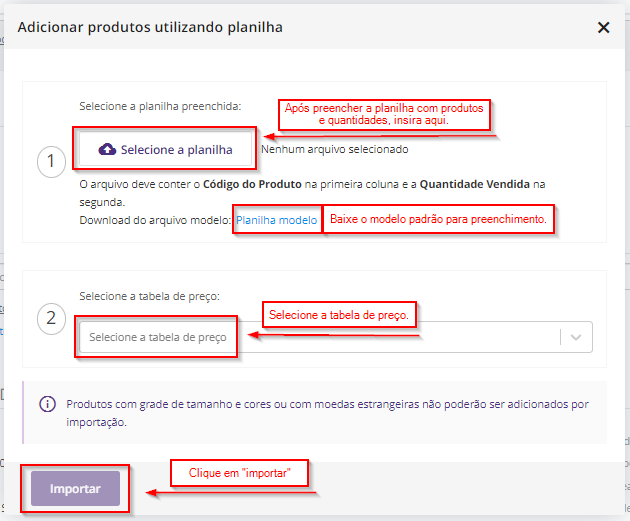 Adicionar produtos utilizando planilha
Selecione a planilha preenchida:
Após preencher a planilha com produtos
e quantidades, insira aqui.
1
Selecione a planilha
Nenhum arquivo selecionado
O arquivo deve conter o Código do Produto na primeira coluna e a Quantidade Vendida na
segunda.
Download do arquivo modelo: Planilha modelo
Baixe o modelo padrão para preenchimento.
Selecione a tabela de preço:
Selecione a tabela de preço.
2
Selecione a tabela de preço
Produtos com grade de tamanho e cores ou com moedas estrangeiras não poderão ser adicionados por
importação.
Clique em "importar"
Importar